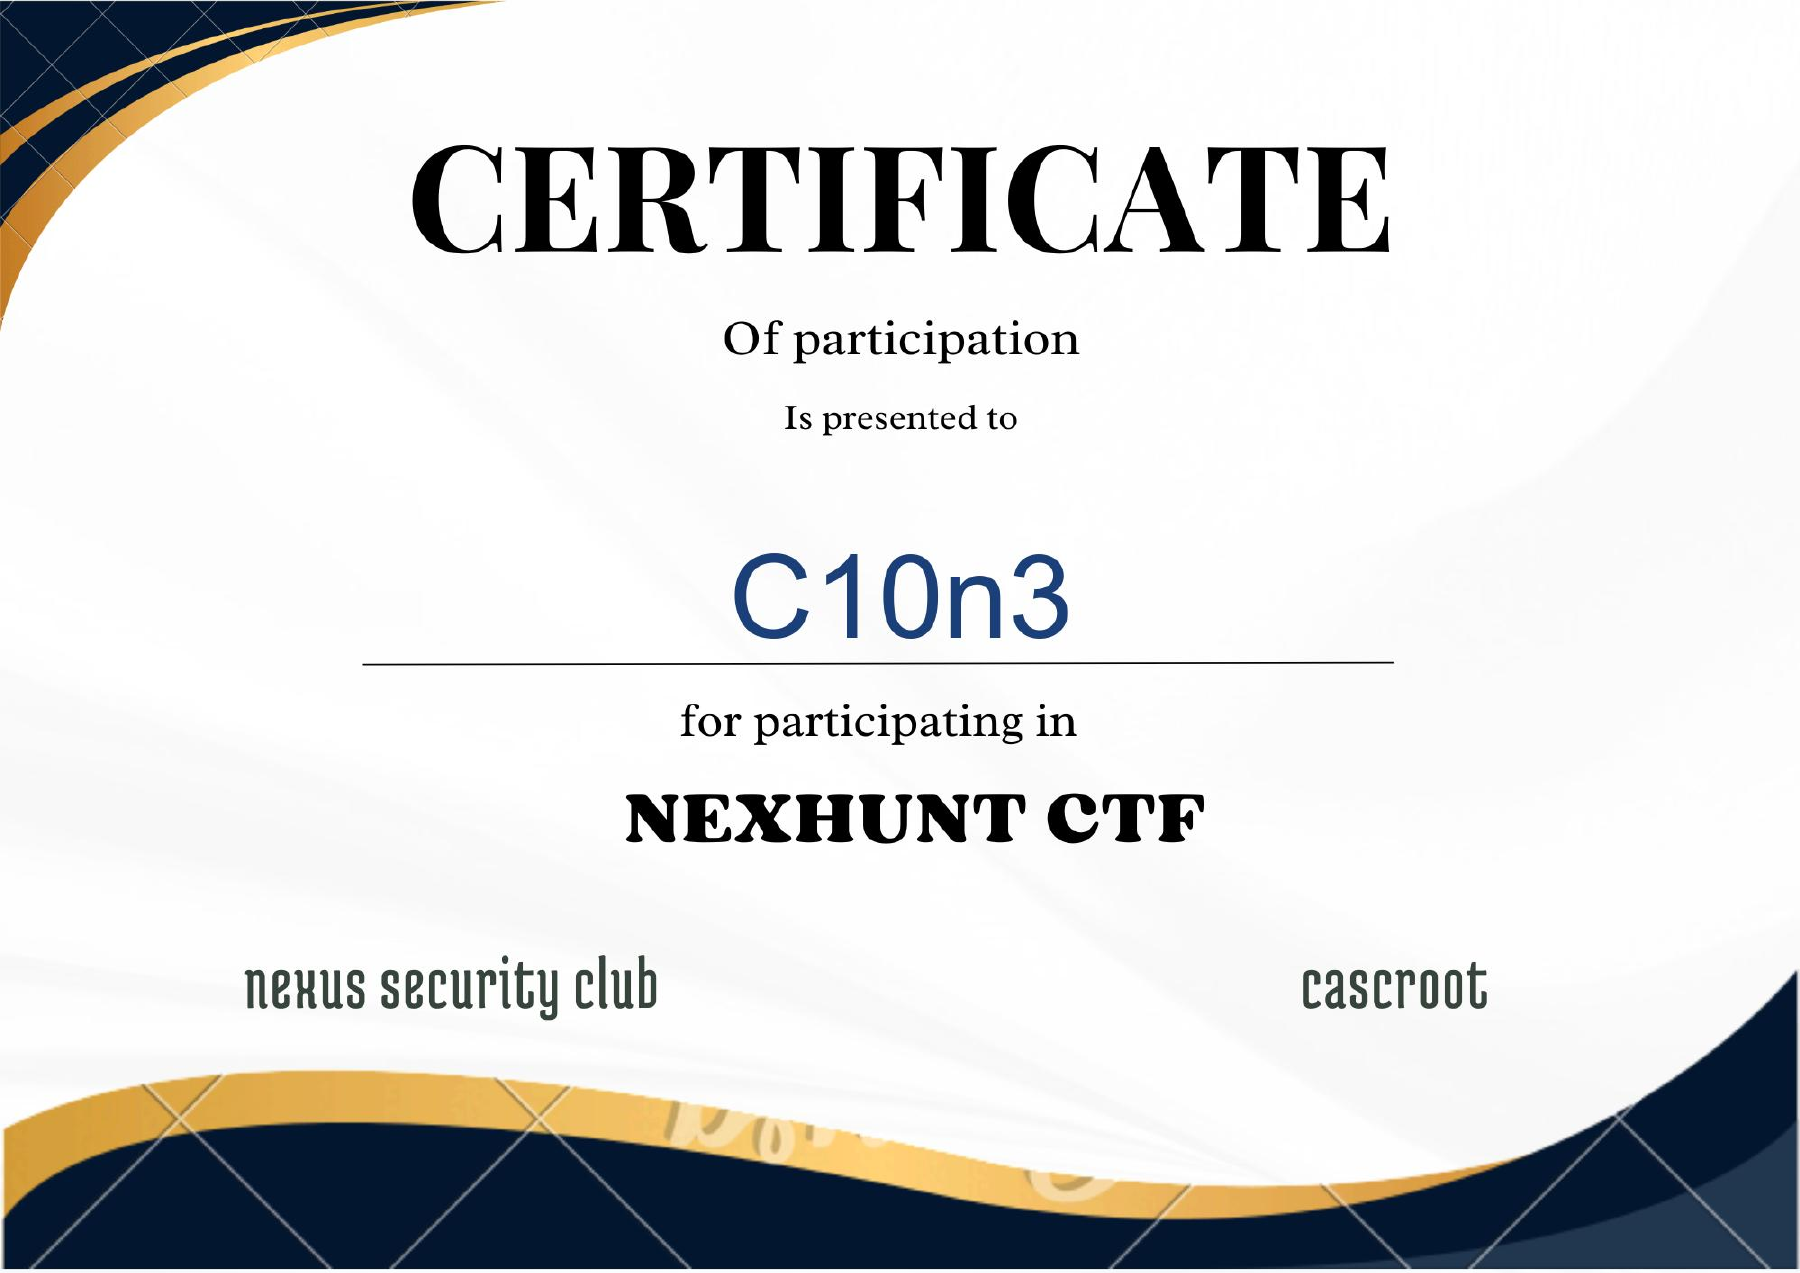 CERTIFICATE
Of participation
Is presented to
C10n3
for participating in
NEXHUNT CTF
nexus security club
cascroot